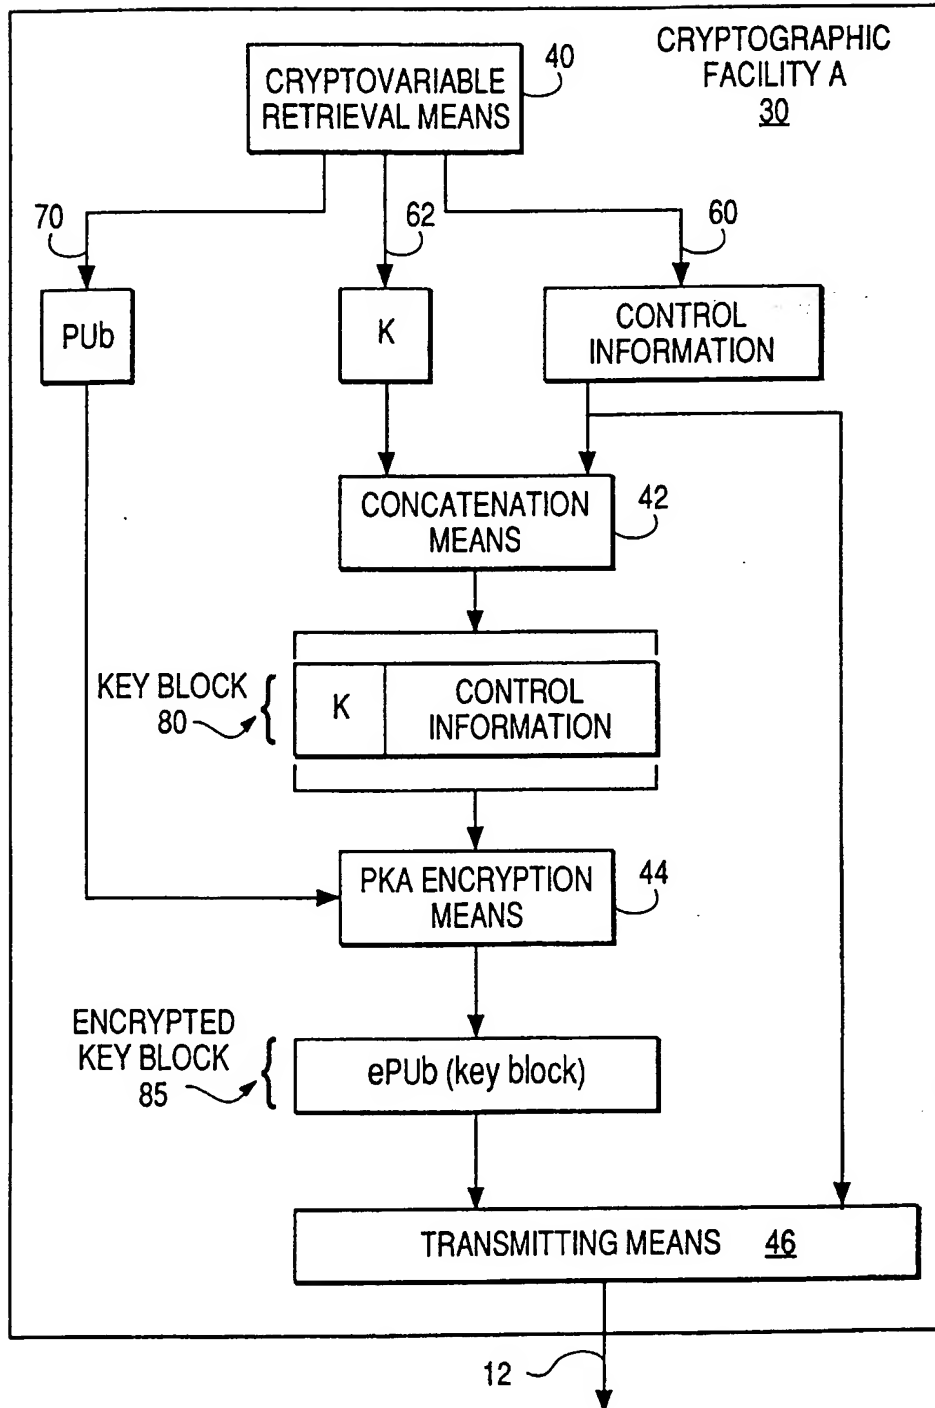 CRYPTOGRAPHIC
FACILITY A
30
CRYPTOVARIABLE
RETRIEVAL MEANS
40
70
62
60
PUb
K
CONTROL
INFORMATION
CONCATENATION
MEANS
42
KEY BLOCK
80
{
K
CONTROL
INFORMATION
PKA ENCRYPTION
MEANS
44
ENCRYPTED
KEY BLOCK
85
{
ePUb (key block)
TRANSMITTING MEANS 46
12